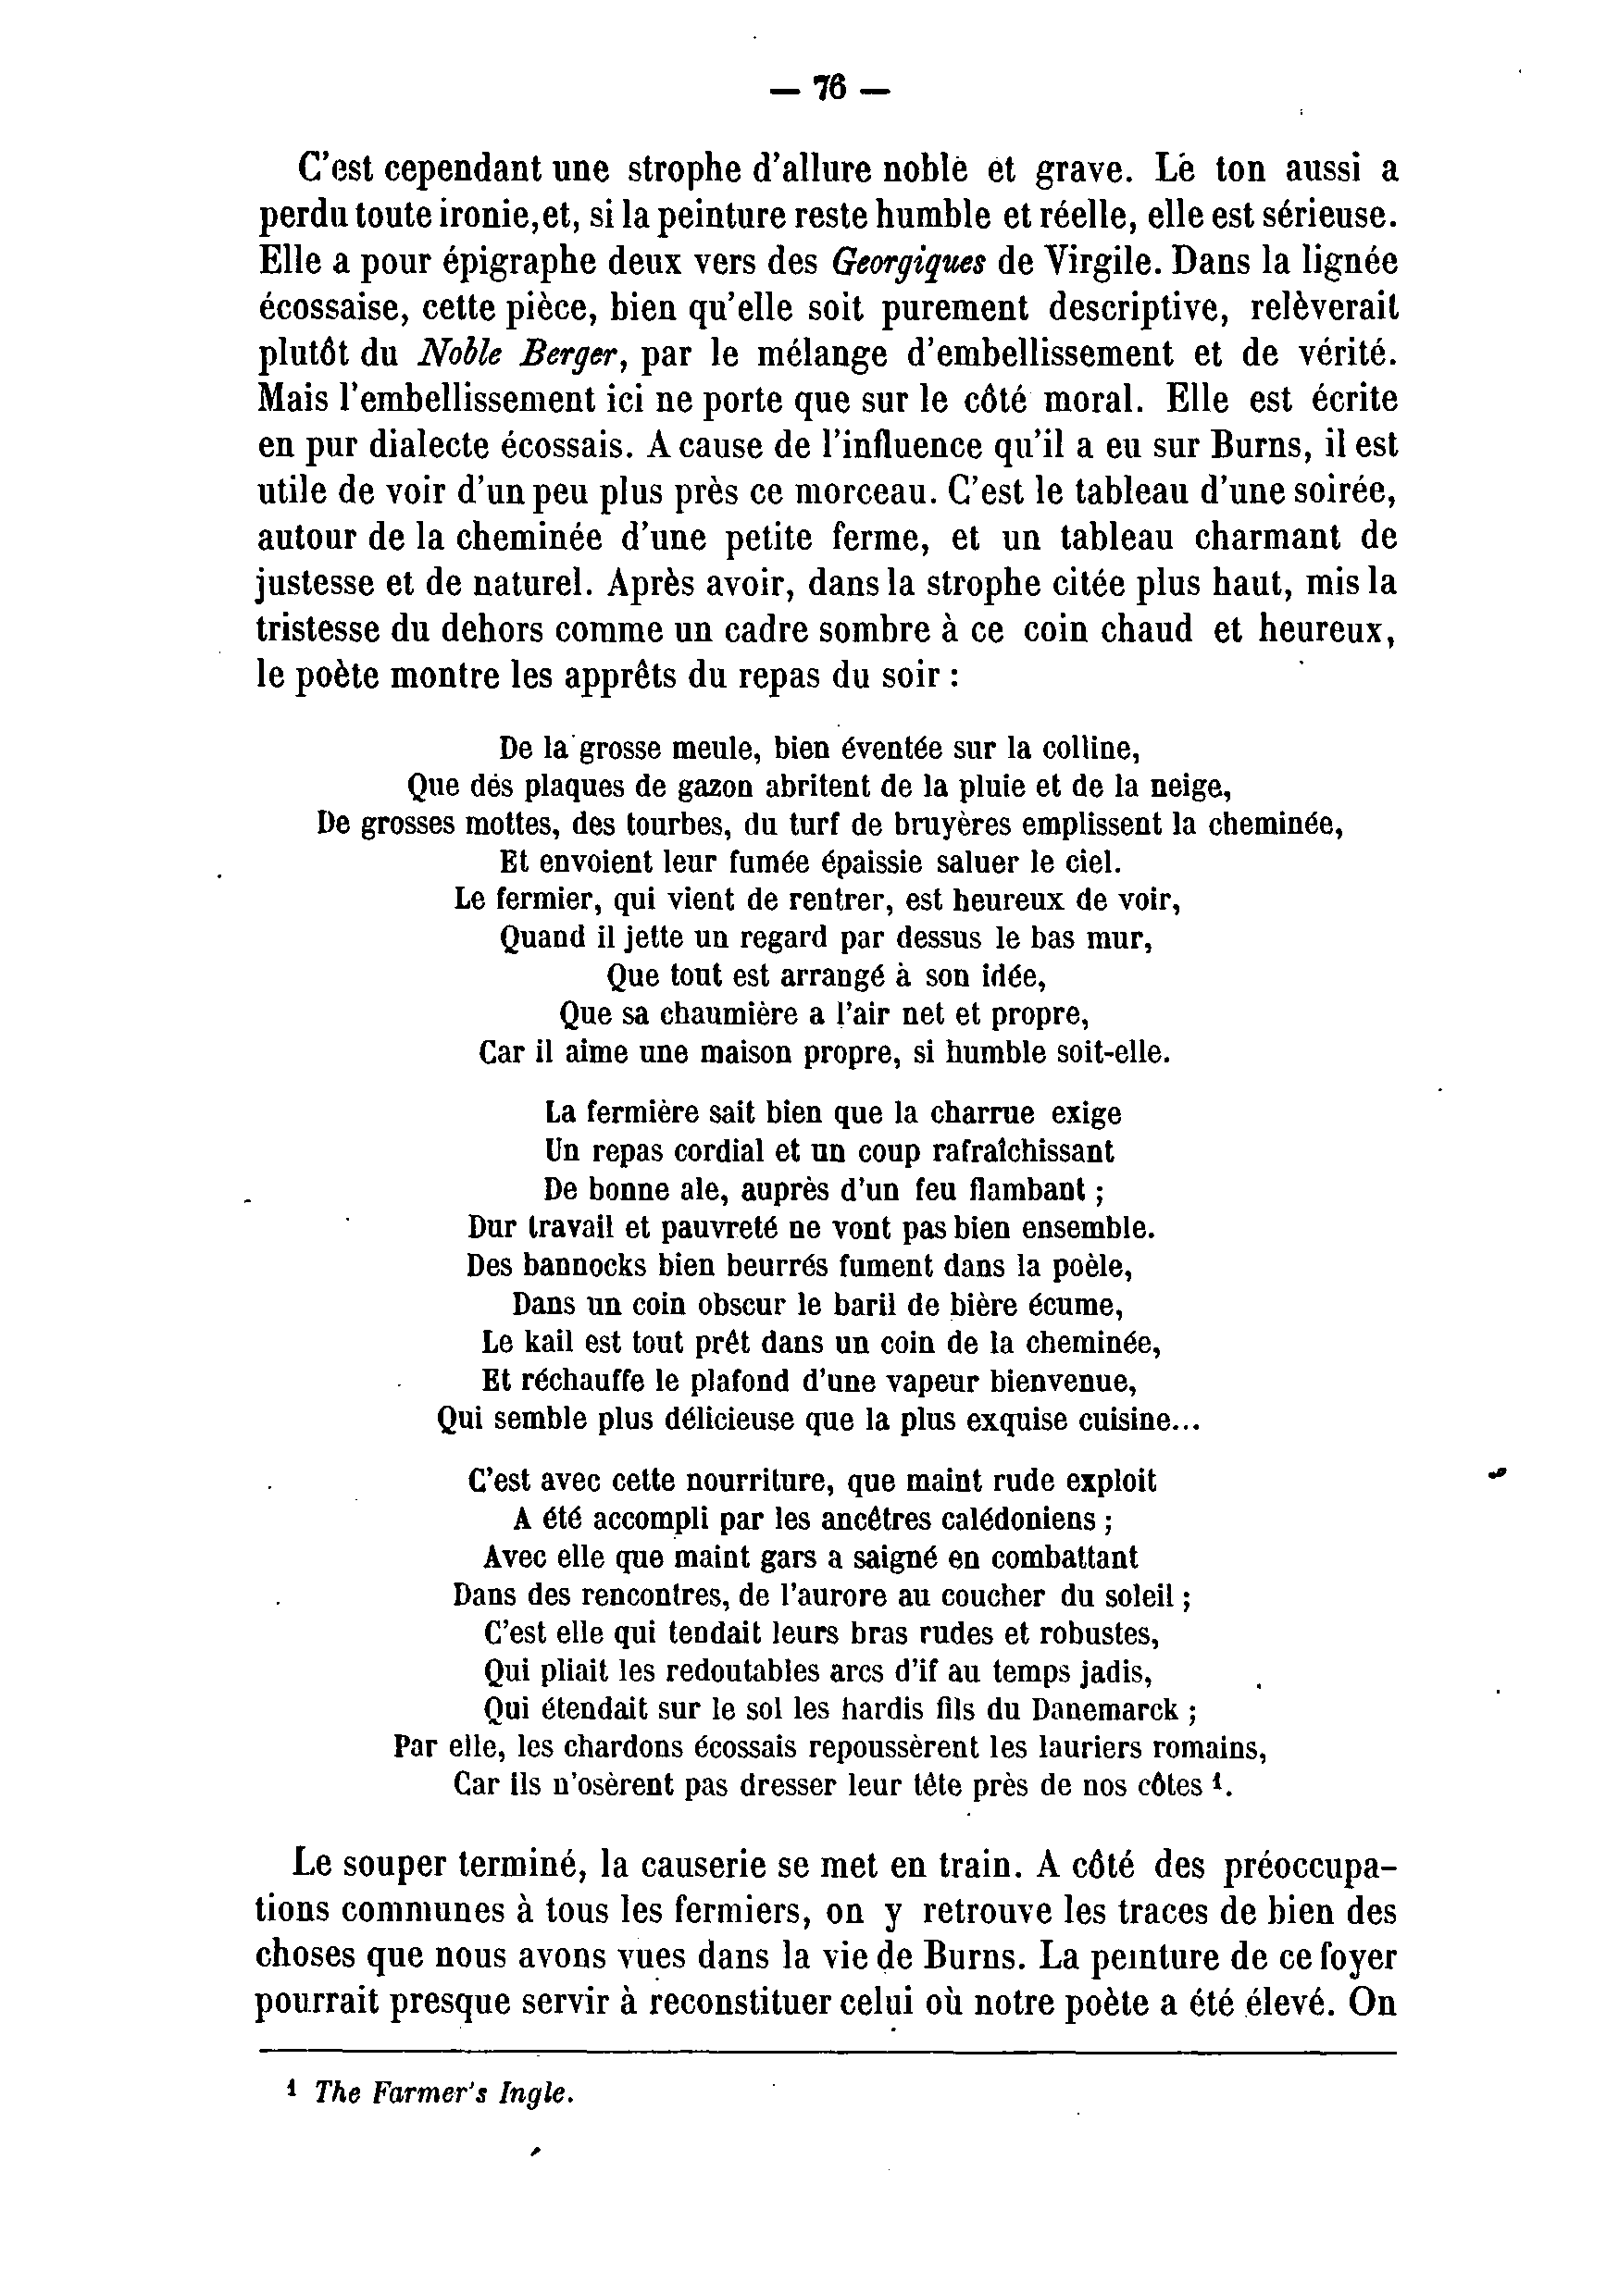 — 76 —
C'est cependant une strophe d'allure noble et grave. Le ton aussi a
perdu toute ironie, et, si la peinture reste humble et réelle, elle est sérieuse.
Elle a pour épigraphe deux vers des Georgiques de Virgile. Dans la lignée
écossaise, cette pièce, bien qu'elle soit purement descriptive, relèverait
plutôt du Noble Berger, par le mélange d'embellissement et de vérité.
Mais l'embellissement ici ne porte que sur le côté moral. Elle est écrite
en pur dialecte écossais. A cause de l'influence qu'il a eu sur Burns, il est
utile de voir d'un peu plus près ce morceau. C'est le tableau d'une soirée,
autour de la cheminée d'une petite ferme, et un tableau charmant de
justesse et de naturel. Après avoir, dans la strophe citée plus haut, mis la
tristesse du dehors comme un cadre sombre à ce coin chaud et heureux,
le poète montre les apprêts du repas du soir :
De la grosse meule, bien éventée sur la colline,
Que des plaques de gazon abritent de la pluie et de la neige,
De grosses mottes, des tourbes, du turf de bruyères emplissent la cheminée,
Et envoient leur fumée épaissie saluer le ciel.
Le fermier, qui vient de rentrer, est heureux de voir,
Quand il jette un regard par dessus le bas mur,
Que tout est arrangé à son idée,
Que sa chaumière a l'air net et propre,
Car il aime une maison propre, si humble soit-elle.
La fermière sait bien que la charrue exige
Un repas cordial et un coup rafraîchissant
De bonne ale, auprès d'un feu flambant ;
Dur travail et pauvreté ne vont pas bien ensemble.
Des bannocks bien beurrés fument dans la poèle,
Dans un coin obscur le baril de bière écume,
Le kail est tout prêt dans un coin de la cheminée,
Et réchauffe le plafond d'une vapeur bienvenue,
Qui semble plus délicieuse que la plus exquise cuisine...
C'est avec cette nourriture, que maint rude exploit
A été accompli par les ancêtres calédoniens ;
Avec elle que maint gars a saigné en combattant
Dans des rencontres, de l'aurore au coucher du soleil ;
C'est elle qui tendait leurs bras rudes et robustes,
Qui pliait les redoutables arcs d'if au temps jadis,
Qui étendait sur le sol les hardis fils du Danemarck ;
Par elle, les chardons écossais repoussèrent les lauriers romains,
Car ils n'osèrent pas dresser leur tête près de nos côtes ¹.
Le souper terminé, la causerie se met en train. A côté des préoccupa-
tions communes à tous les fermiers, on y retrouve les traces de bien des
choses que nous avons vues dans la vie de Burns. La peinture de ce foyer
pourrait presque servir à reconstituer celui où notre poète a été élevé. On
¹ The Farmer's Ingle.